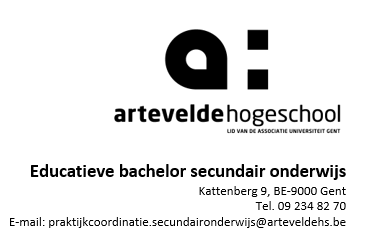 a:
arteveldehogeschool
LID VAN DE ASSOCIATIE UNIVERSITEIT GENT
Educatieve bachelor secundair onderwijs
Kattenberg 9, BE-9000 Gent
Tel. 09 234 82 70
E-mail: praktijkcoordinatie.secundaironderwijs@arteveldehs.be